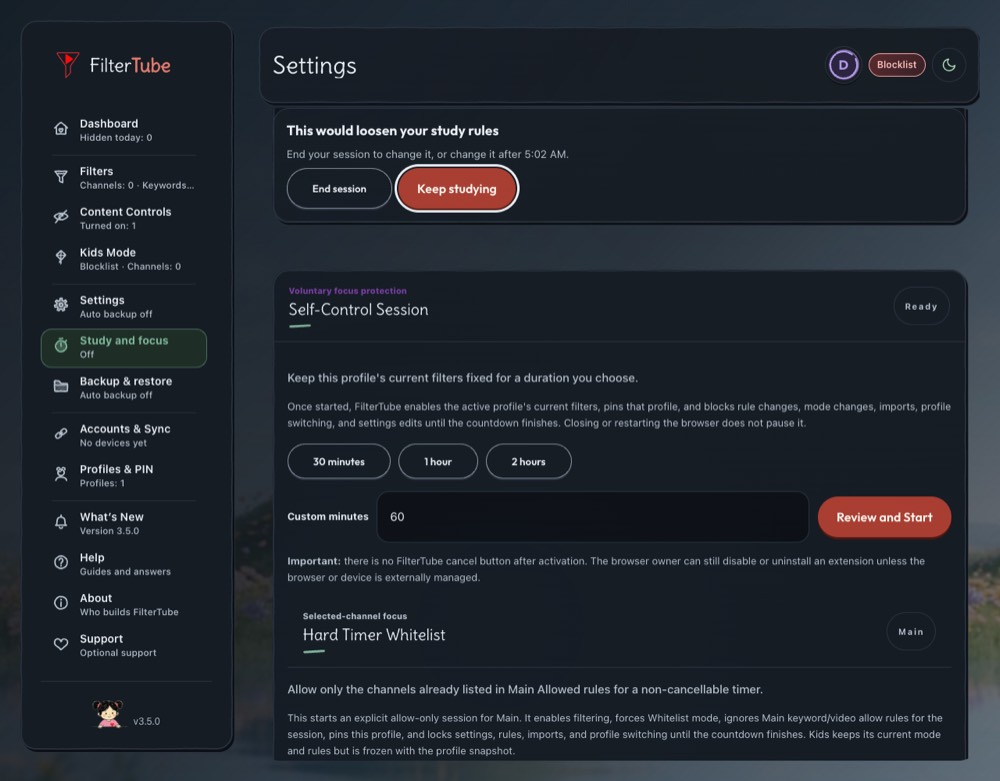 FilterTube
Dashboard
Hidden today: 0
Filters
Channels: 0 · Keywords...
Content Controls
Turned on: 1
Kids Mode
Blocklist · Channels: 0
Settings
Auto backup off
Study and focus
Off
Backup & restore
Auto backup off
Accounts & Sync
No devices yet
Profiles & PIN
Profiles: 1
What's New
Version 3.5.0
Help
Guides and answers
About
Who builds FilterTube
Support
Optional support
v3.5.0
Settings
D
Blocklist
This would loosen your study rules
End your session to change it, or change it after 5:02 AM.
End session
Keep studying
Voluntary focus protection
Self-Control Session
Ready
Keep this profile's current filters fixed for a duration you choose.
Once started, FilterTube enables the active profile's current filters, pins that profile, and blocks rule changes, mode changes, imports, profile
switching, and settings edits until the countdown finishes. Closing or restarting the browser does not pause it.
30 minutes
1 hour
2 hours
Custom minutes
60
Review and Start
Important: there is no FilterTube cancel button after activation. The browser owner can still disable or uninstall an extension unless the
browser or device is externally managed.
Selected-channel focus
Hard Timer Whitelist
Main
Allow only the channels already listed in Main Allowed rules for a non-cancellable timer.
This starts an explicit allow-only session for Main. It enables filtering, forces Whitelist mode, ignores Main keyword/video allow rules for the
session, pins this profile, and locks settings, rules, imports, and profile switching until the countdown finishes. Kids keeps its current mode
and rules but is frozen with the profile snapshot.